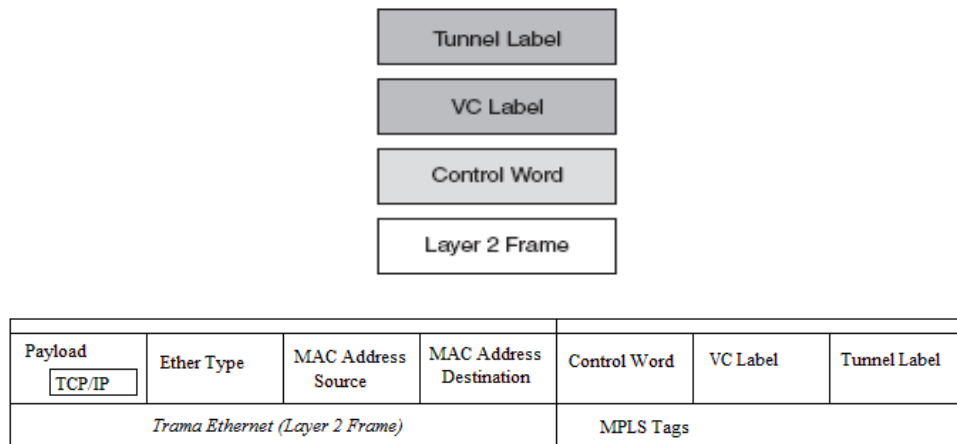 Tunnel Label
VC Label
Control Word
Layer 2 Frame
Payload
TCP/IP
Ether Type
MAC Address
Source
MAC Address
Destination
Control Word
VC Label
Tunnel Label
Trama Ethernet (Layer 2 Frame)
MPLS Tags